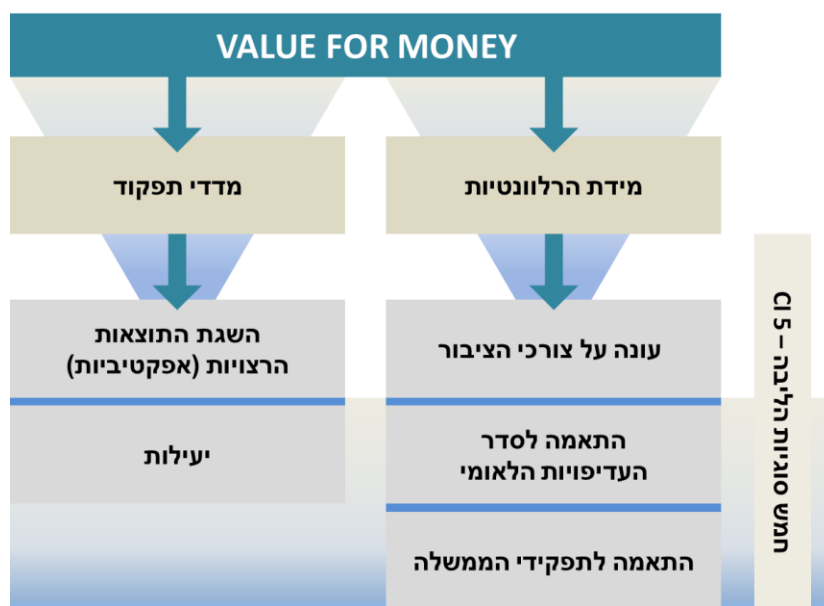 VALUE FOR MONEY
מידת הרלוונטיות
מדדי תפקוד
עונה על צורכי הציבור
התאמה לסדר
העדיפויות הלאומי
התאמה לתפקידי הממשלה
השגת התוצאות
הרצויות (אפקטיביות)
יעילות
חמש סוגיות הליבה – CI 5